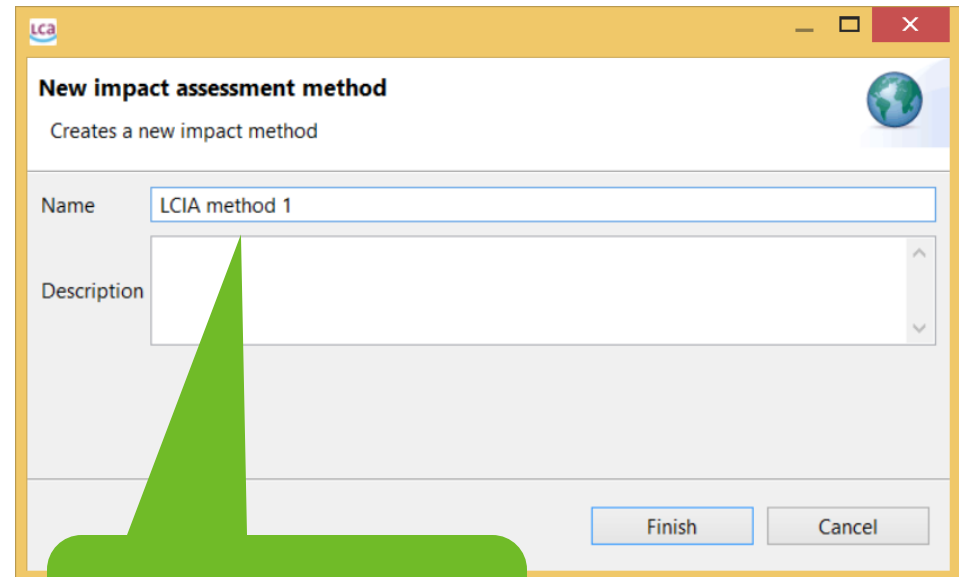 LCA
New impact assessment method
Creates a new impact method
Name
LCIA method 1
Description
Finish
Cancel